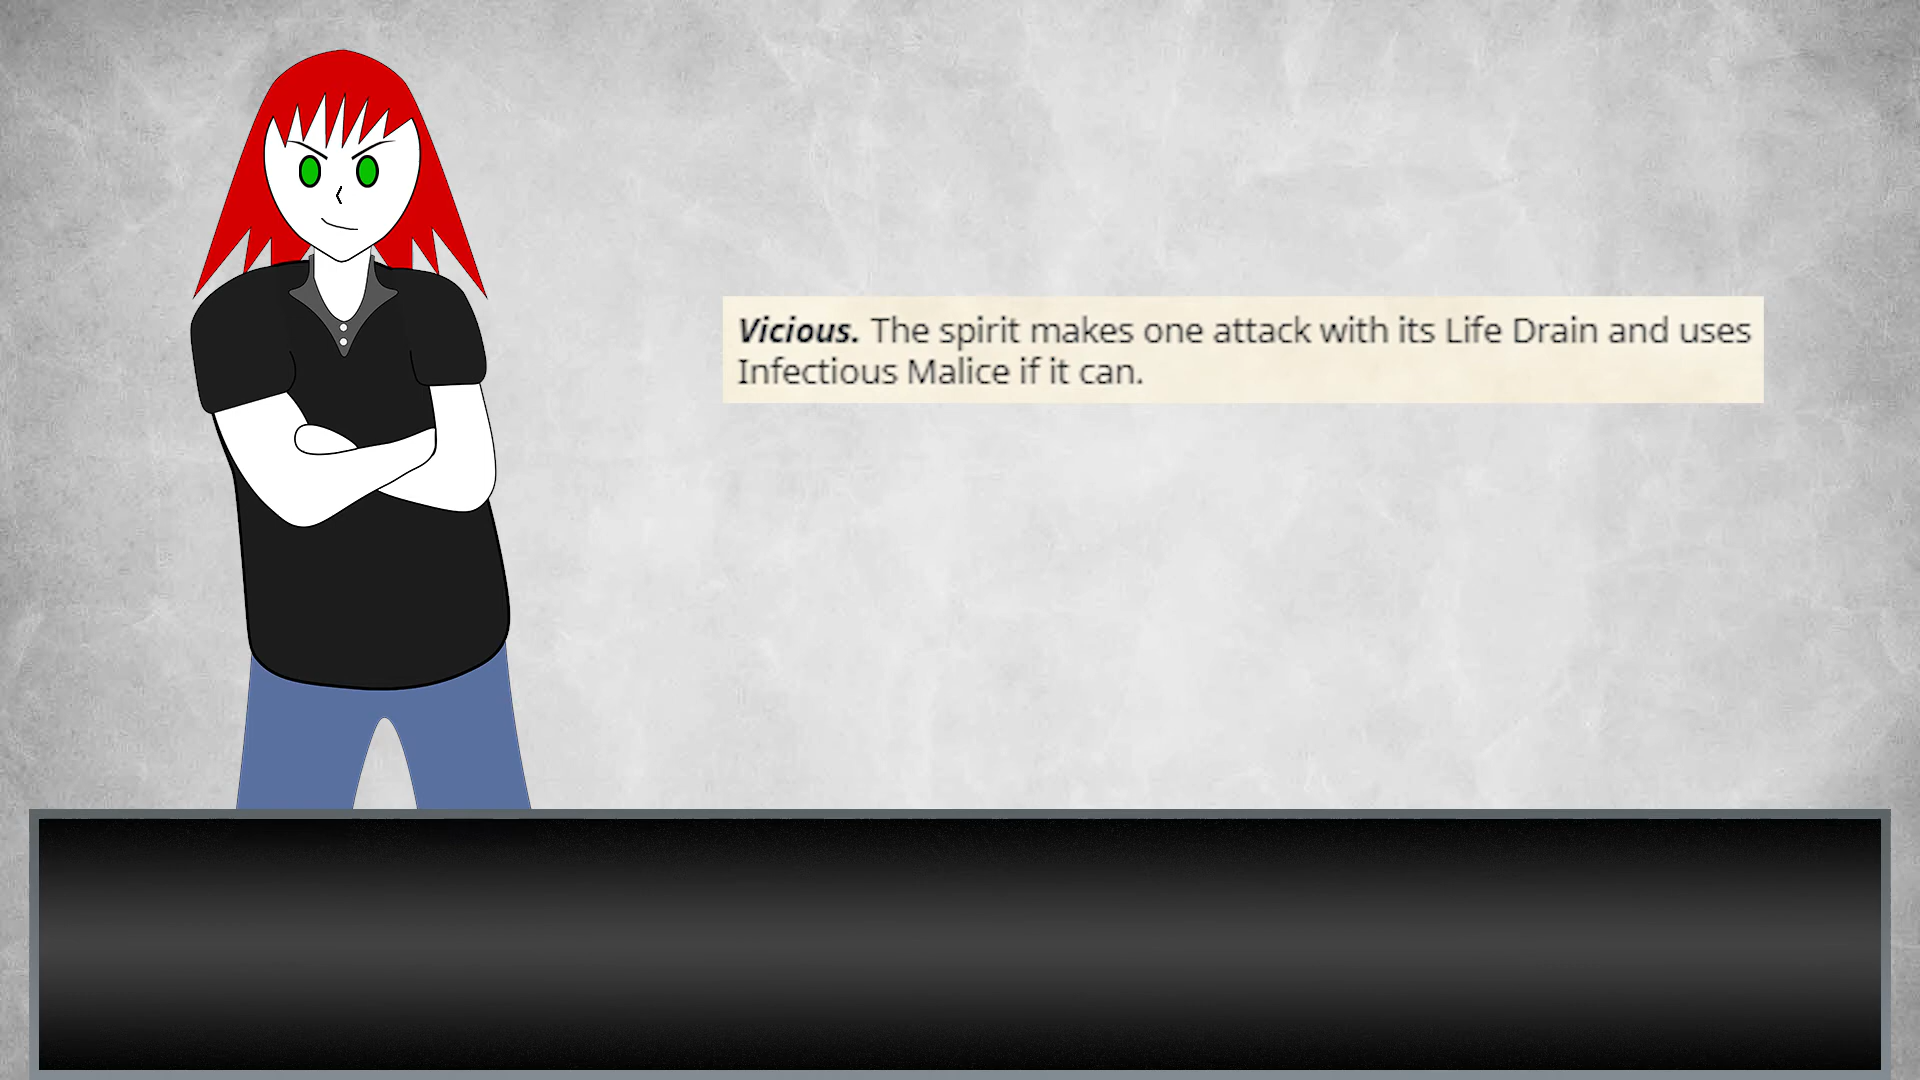 Vicious. The spirit makes one attack with its Life Drain and uses
Infectious Malice if it can.